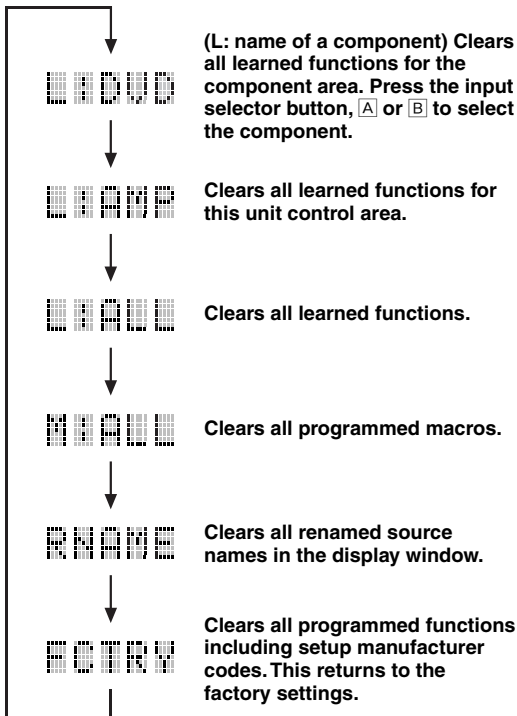 (L: name of a component) Clears
all learned functions for the
component area. Press the input
selector button, A or B to select
the component.
L:DVD
Clears all learned functions for
this unit control area.
L:AMP
Clears all learned functions.
L:ALL
Clears all programmed macros.
M:ALL
Clears all renamed source
names in the display window.
RNAME
Clears all programmed functions
including setup manufacturer
codes. This returns to the
factory settings.
FCTRY